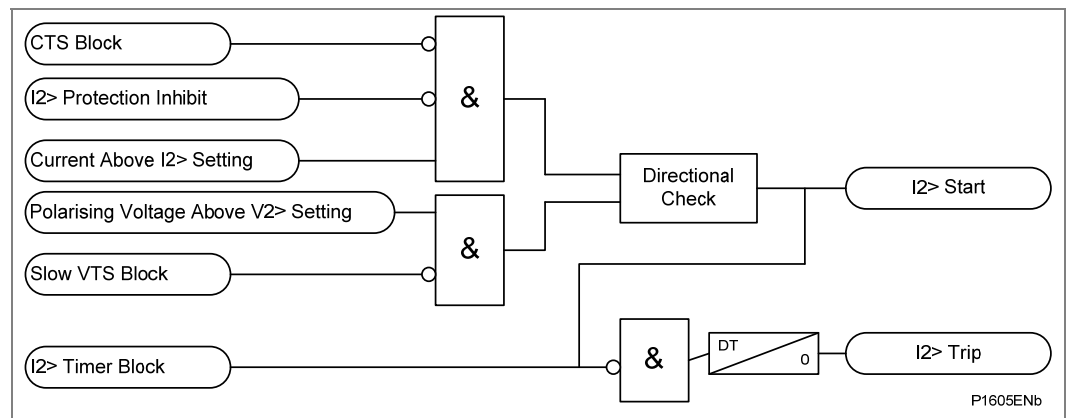 CTS Block
I2> Protection Inhibit
&
Current Above I2> Setting
Directional
Check
I2> Start
Polarising Voltage Above V2> Setting
&
Slow VTS Block
I2> Timer Block
&
DT
0
I2> Trip
P1605ENb